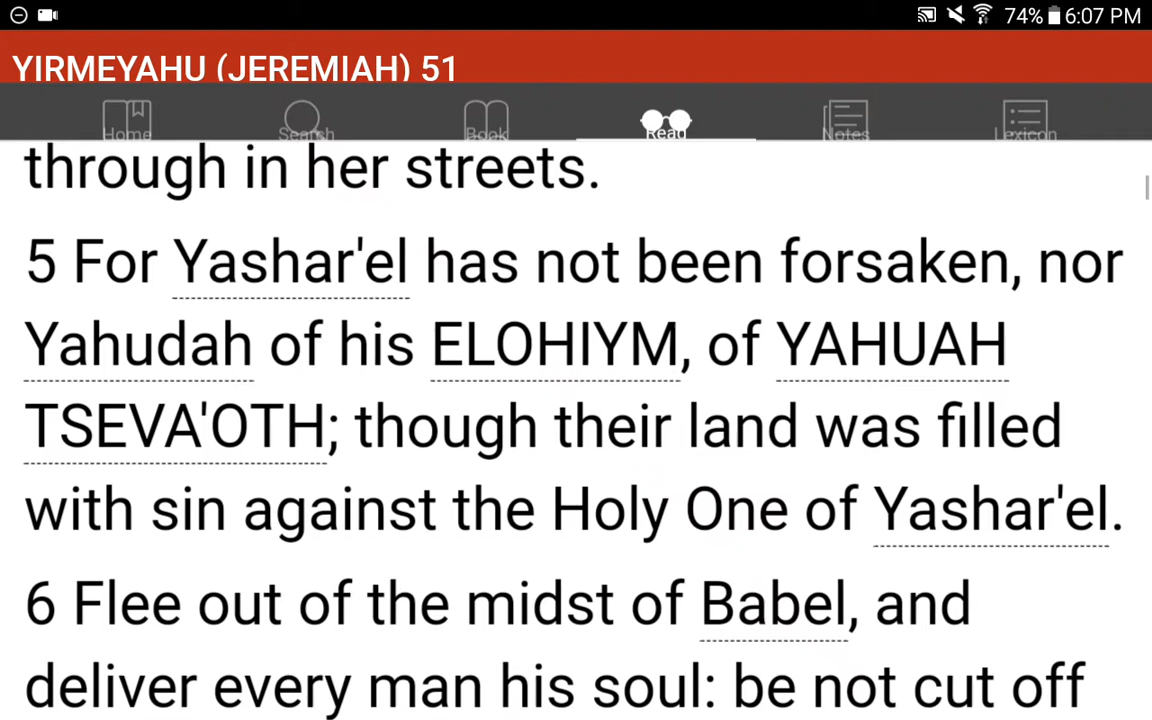 74% 6:07 PM
YIRMEYAHU (JEREMIAH) 51
Home Search Book Read Notes Lexicon
through in her streets.
5 For Yashar'el has not been forsaken, nor
Yahudah of his ELOHIYM, of YAHUAH
TSEVA'OTH; though their land was filled
with sin against the Holy One of Yashar'el.
6 Flee out of the midst of Babel, and
deliver every man his soul: be not cut off